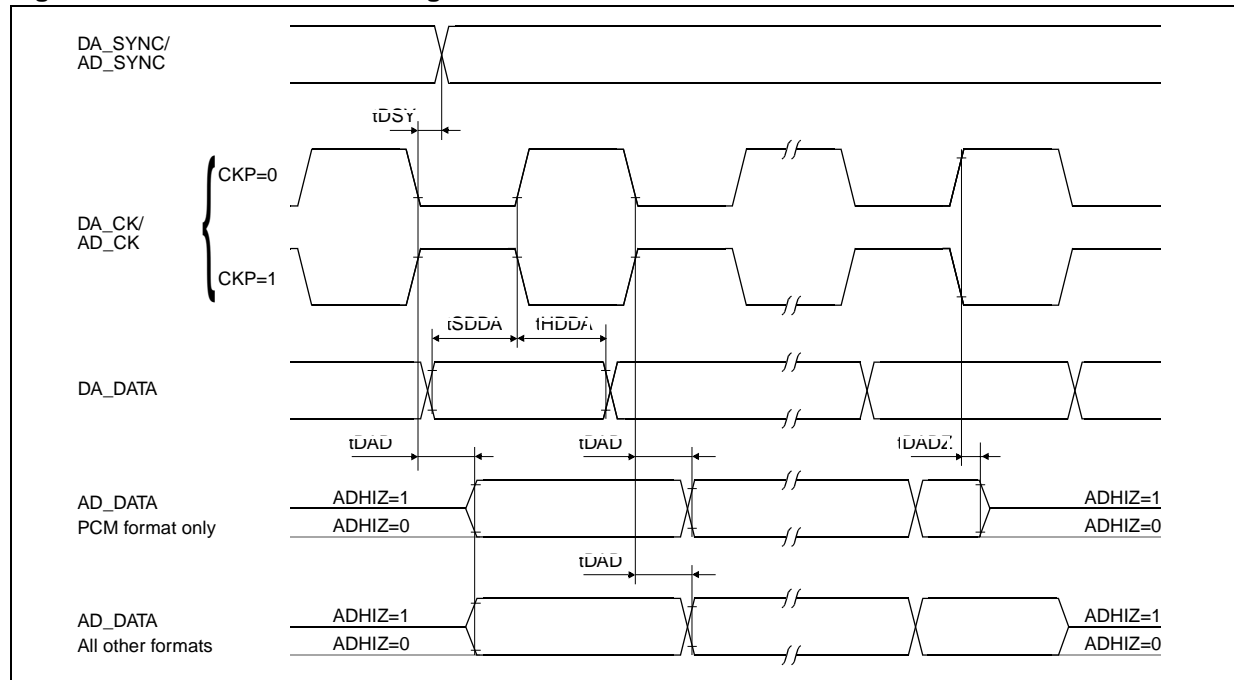 DA_SYNC/
AD_SYNC
tDSY
CKP=0
DA_CK/
AD_CK
CKP=1
tSDDA tHDDA
DA_DATA
tDAD tDAD tDADZ
AD_DATA
PCM format only
ADHIZ=1 ADHIZ=1
ADHIZ=0 ADHIZ=0
tDAD
AD_DATA
All other formats
ADHIZ=1 ADHIZ=1
ADHIZ=0 ADHIZ=0